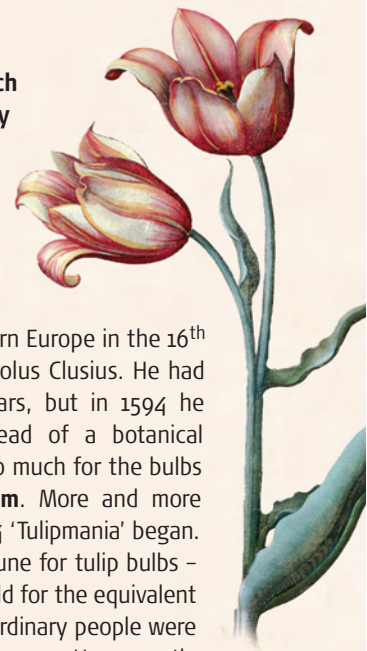 ch
y
rn Europe in the 16th
olus Clusius. He had
ars, but in 1594 he
ead of a botanical
o much for the bulbs
m. More and more
‘Tulipmania’ began.
une for tulip bulbs –
ld for the equivalent
rdinary people were